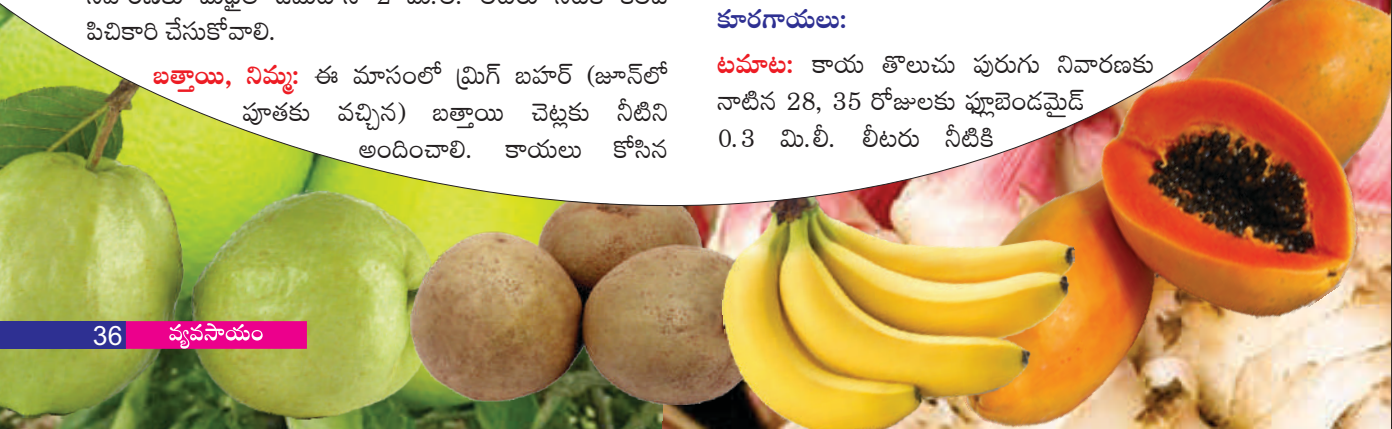 పిచికారి చేసుకోవాలి.
బత్తాయి, నిమ్మ: ఈ మాసంలో మ్రిగ్ బహర్ (జూన్‌లో
పూతకు వచ్చిన) బత్తాయి చెట్లకు నీటిని
అందించాలి. కాయలు కోసిన
కూరగాయలు:
టమాట: కాయ తొలుచు పురుగు నివారణకు
నాటిన 28, 35 రోజులకు ఫ్లూబెండమైడ్
0.3 మి.లీ. లీటరు నీటికి
36 వ్యవసాయం